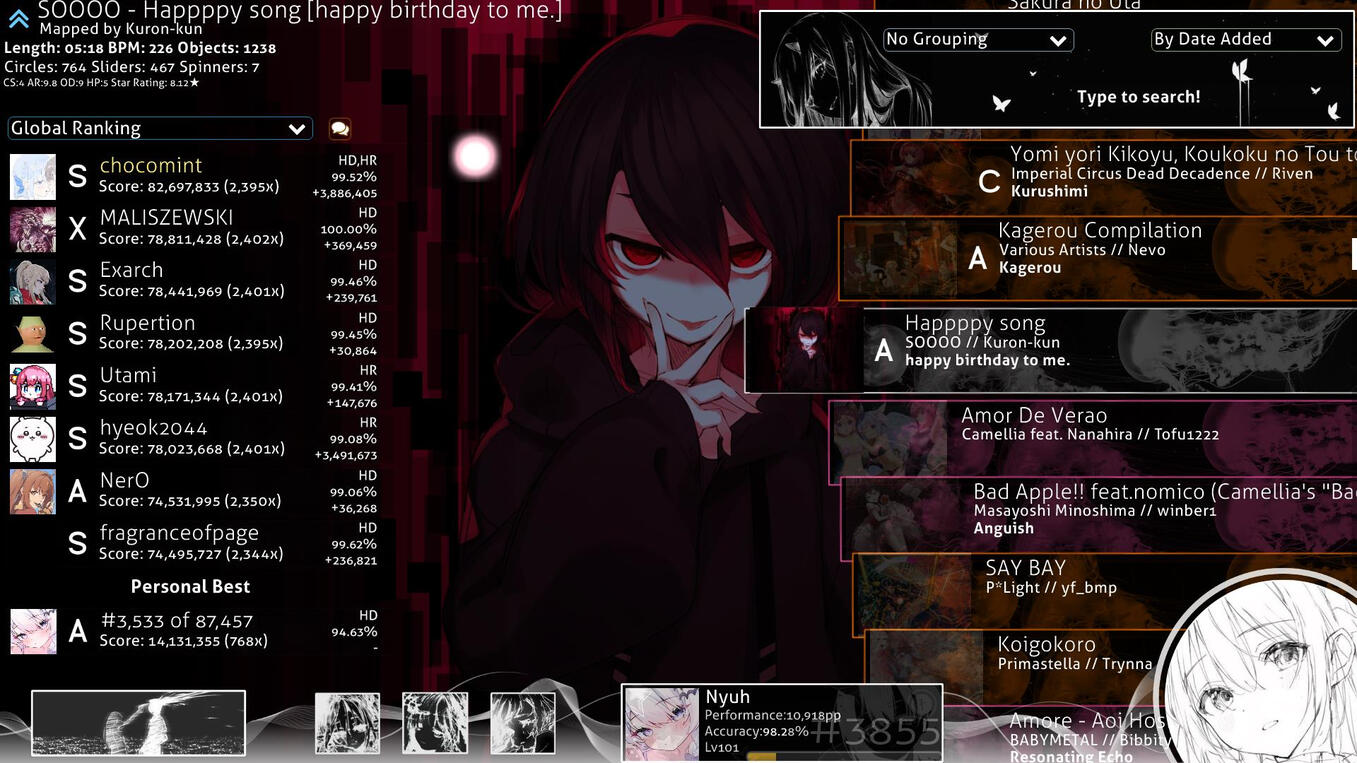 SOOOO - Happppy song [happy birthday to me.]
Mapped by Kuron-kun
Length: 05:18 BPM: 226 Objects: 1238
Circles: 764 Sliders: 467 Spinners: 7
CS:4 AR:9.8 OD:9 HP:5 Star Rating: 8.12★
Global Ranking
S
chocomint
Score: 82,697,833 (2,395x)
HD,HR
99.52%
+3,886,405
X
MALISZEWSKI
Score: 78,811,428 (2,402x)
HD
100.00%
+369,459
S
Exarch
Score: 78,441,969 (2,401x)
HD
99.46%
+239,761
S
Rupertion
Score: 78,202,208 (2,395x)
HD
99.45%
+30,864
S
Utami
Score: 78,171,344 (2,401x)
HR
99.41%
+147,676
S
hyeok2044
Score: 78,023,668 (2,401x)
HR
99.08%
+3,491,673
A
NerO
Score: 74,531,995 (2,350x)
HD
99.06%
+36,268
S
fragranceofpage
Score: 74,495,727 (2,344x)
HD
99.62%
+236,821
Personal Best
A
#3,533 of 87,457
Score: 14,131,355 (768x)
HD
94.63%
-
Sakura no Uta
No Grouping
By Date Added
Type to search!
C
Yomi yori Kikoyu, Koukoku no Tou to
Imperial Circus Dead Decadence // Riven
Kurushimi
A
Kagerou Compilation
Various Artists // Nevo
Kagerou
A
Happppy song
SOOOO // Kuron-kun
happy birthday to me.
Amor De Verao
Camellia feat. Nanahira // Tofu1222
Bad Apple!! feat.nomico (Camellia's "Ba
Masayoshi Minoshima // winber1
Anguish
SAY BAY
P*Light // yf_bmp
Koigokoro
Primastella // Trynna
Amore - Aoi Hos
BABYMETAL // Bibbity
Resonating Echo
Nyuh
Performance:10,918pp
Accuracy:98.28%
Lv101
#3855